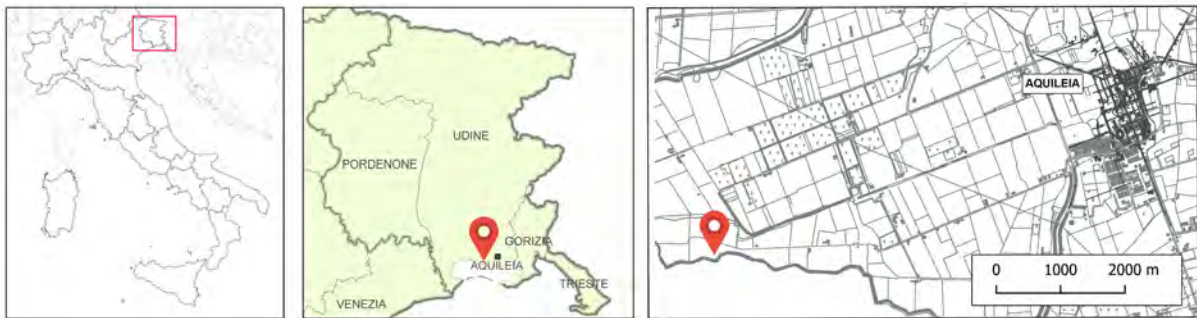 UDINE
PORDENONE
GORIZIA
AQUILEIA
TRIESTE
VENEZIA
AQUILEIA
0 1000 2000 m